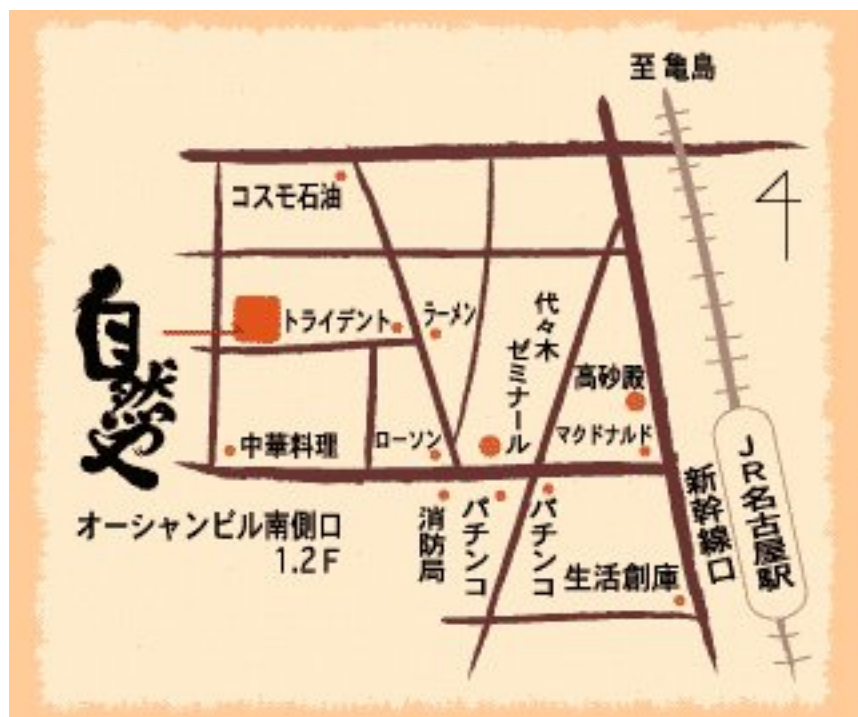 至 亀島
コスモ石油
トライデント
ラーメン
代々木
ゼミナール
高砂殿
マクドナルド
自然や
中華料理
ローソン
オーシャンビル南側口
1.2F
消防局
パチンコ
パチンコ
生活創庫
新幹線口
JR名古屋駅